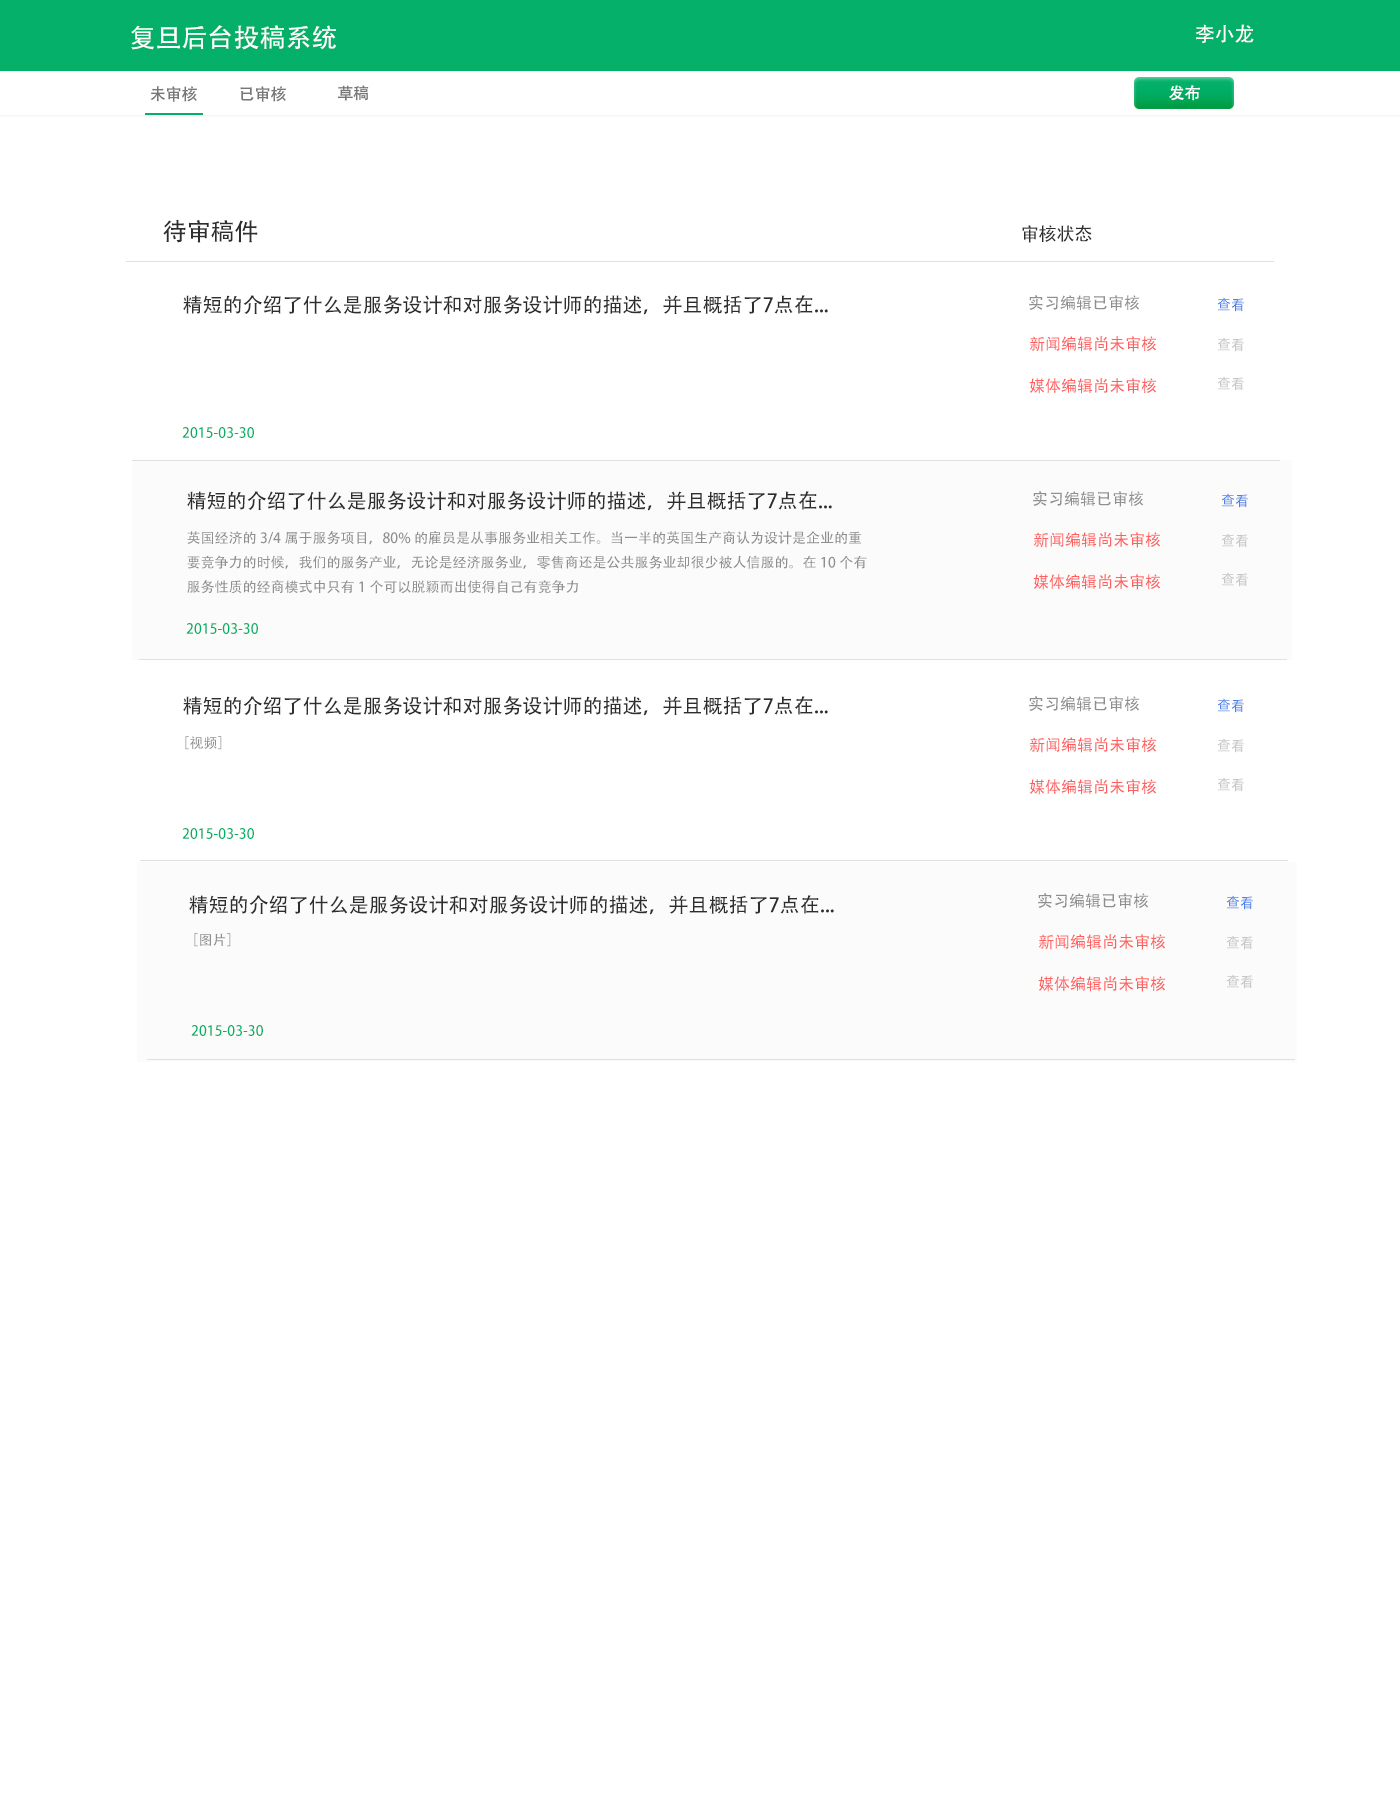 复旦后台投稿系统
李小龙
未审核
已审核
草稿
发布
待审稿件
审核状态
精短的介绍了什么是服务设计和对服务设计师的描述，并且概括了7点在...
实习编辑已审核
查看
新闻编辑尚未审核
查看
媒体编辑尚未审核
查看
2015-03-30
精短的介绍了什么是服务设计和对服务设计师的描述，并且概括了7点在...
实习编辑已审核
查看
英国经济的 3/4 属于服务项目，80% 的雇员是从事服务业相关工作。当一半的英国生产商认为设计是企业的重
要竞争力的时候，我们的服务产业，无论是经济服务业，零售商还是公共服务业却很少被人信服的。在 10 个有
服务性质的经商模式中只有 1 个可以脱颖而出使得自己有竞争力
新闻编辑尚未审核
查看
媒体编辑尚未审核
查看
2015-03-30
精短的介绍了什么是服务设计和对服务设计师的描述，并且概括了7点在...
实习编辑已审核
查看
[视频]
新闻编辑尚未审核
查看
媒体编辑尚未审核
查看
2015-03-30
精短的介绍了什么是服务设计和对服务设计师的描述，并且概括了7点在...
实习编辑已审核
查看
[图片]
新闻编辑尚未审核
查看
媒体编辑尚未审核
查看
2015-03-30